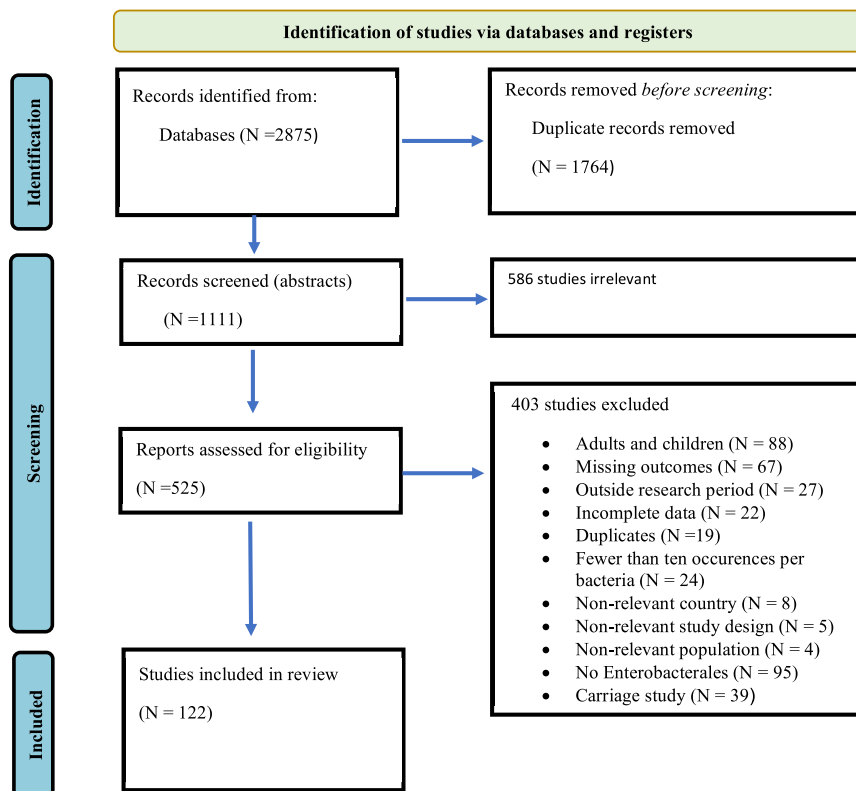 Identification of studies via databases and registers
Identification
Records identified from:
Databases (N =2875)
Records removed before screening:
Duplicate records removed
(N = 1764)
Screening
Records screened (abstracts)
(N =1111)
586 studies irrelevant
Reports assessed for eligibility
(N =525)
403 studies excluded
• Adults and children (N = 88)
• Missing outcomes (N = 67)
• Outside research period (N = 27)
• Incomplete data (N = 22)
• Duplicates (N =19)
• Fewer than ten occurences per
bacteria (N = 24)
• Non-relevant country (N = 8)
• Non-relevant study design (N = 5)
• Non-relevant population (N = 4)
• No Enterobacterales (N = 95)
• Carriage study (N = 39)
Included
Studies included in review
(N = 122)